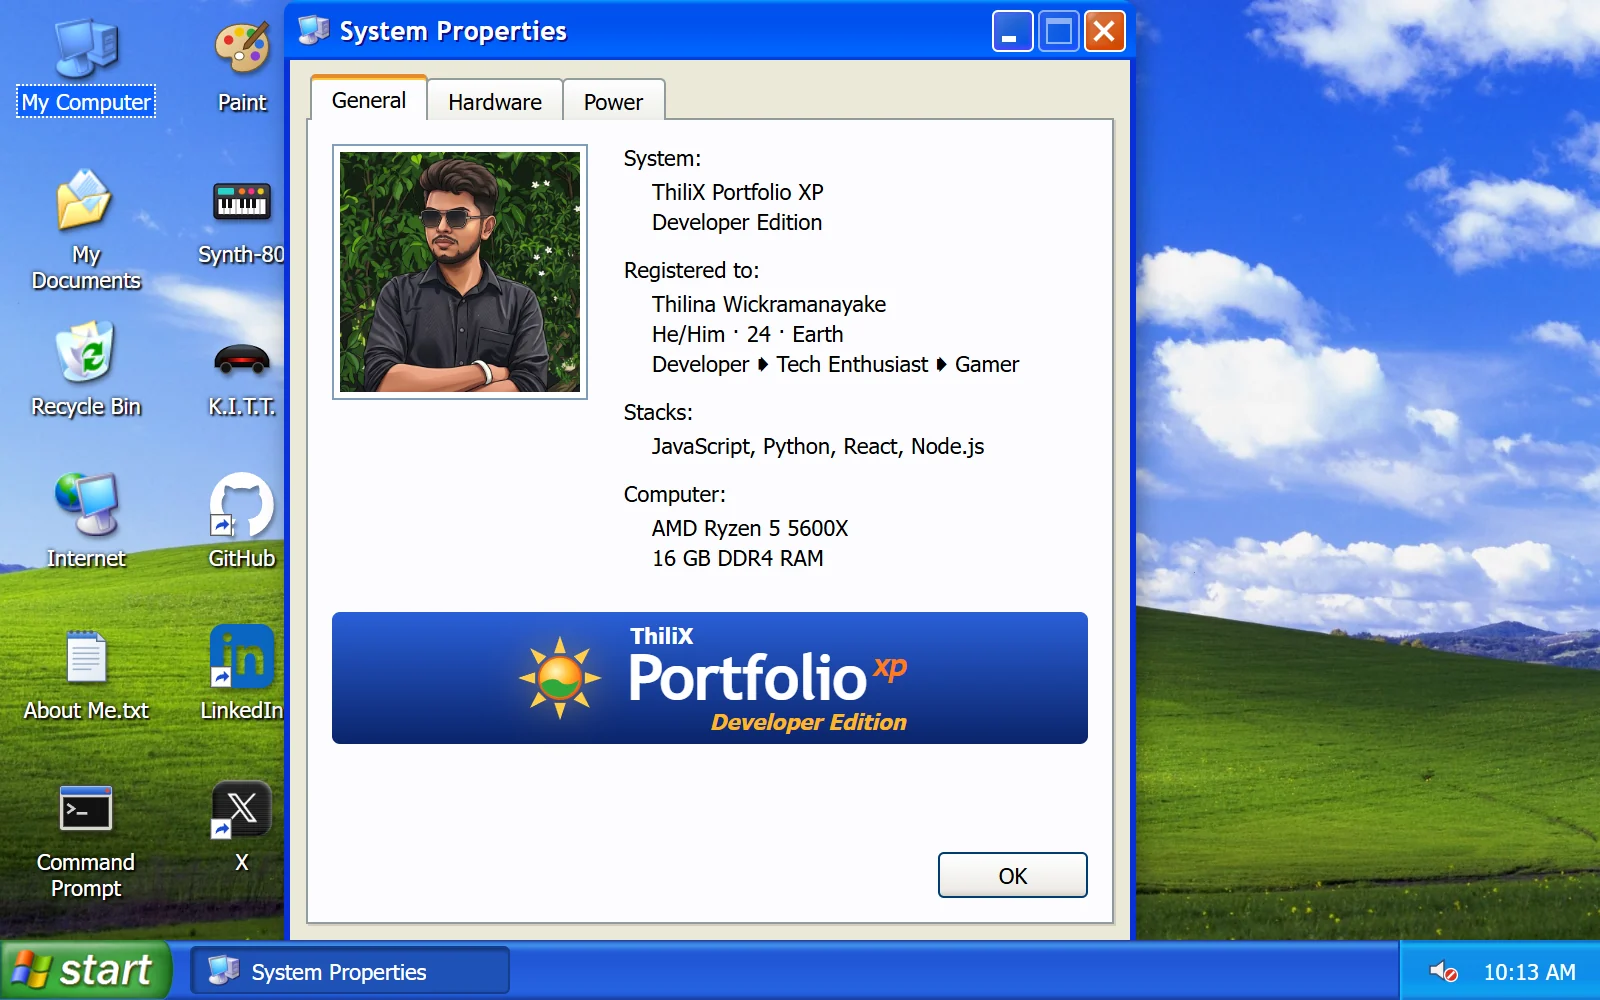 My Computer
Paint
My
Documents
Synth-80
Recycle Bin
K.I.T.T.
Internet
GitHub
About Me.txt
in
LinkedIn
>_
Command
Prompt
X
System Properties
General
Hardware
Power
System:
ThiliX Portfolio XP
Developer Edition
Registered to:
Thilina Wickramanayake
He/Him · 24 · Earth
Developer ➧ Tech Enthusiast ➧ Gamer
Stacks:
JavaScript, Python, React, Node.js
Computer:
AMD Ryzen 5 5600X
16 GB DDR4 RAM
ThiliX
Portfolio xp
Developer Edition
OK
start
System Properties
10:13 AM